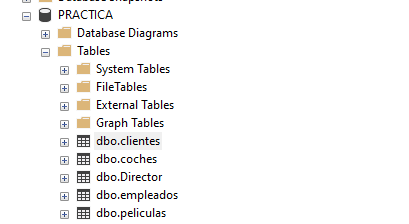 PRACTICA
Database Diagrams
Tables
System Tables
FileTables
External Tables
Graph Tables
dbo.clientes
dbo.coches
dbo.Director
dbo.empleados
dbo.peliculas